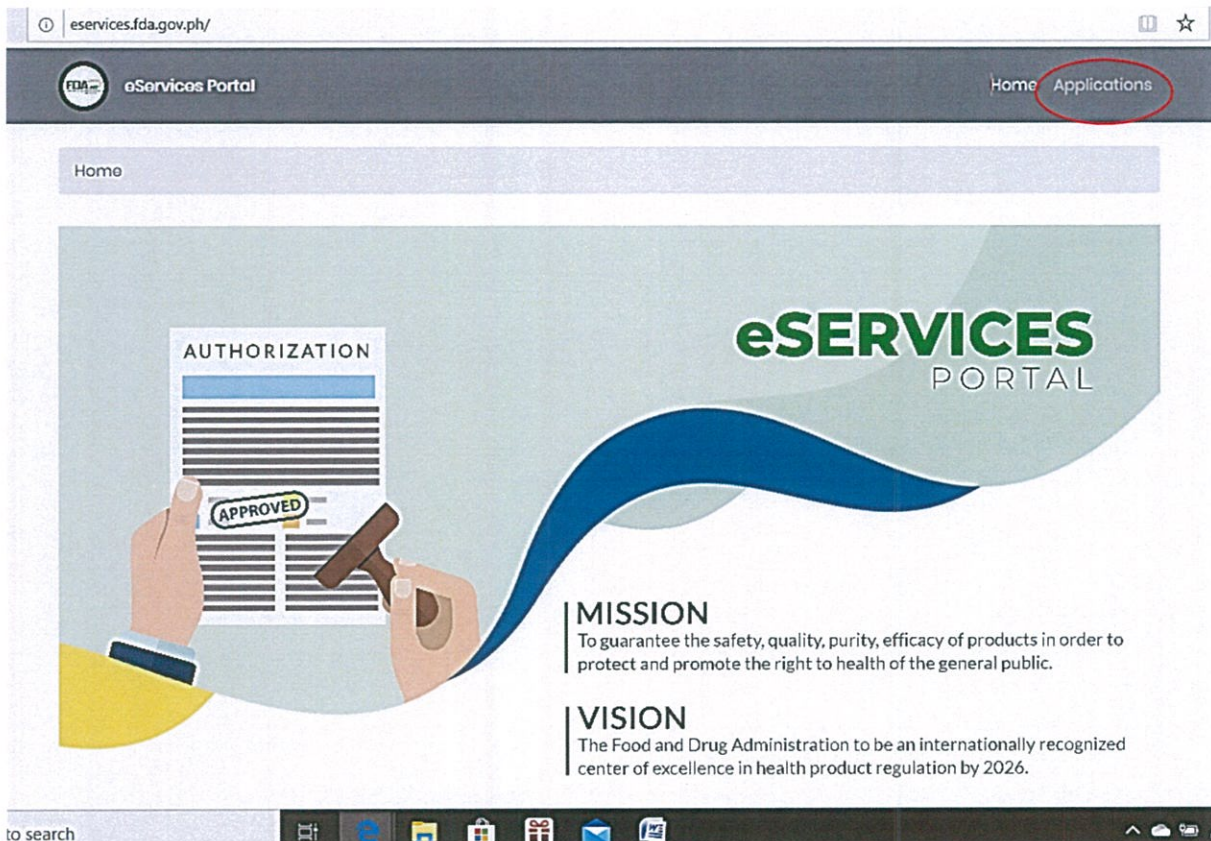 eservices.fda.gov.ph/
FDA
eServices Portal
Home Applications
Home
AUTHORIZATION
APPROVED
eSERVICES
PORTAL
MISSION
To guarantee the safety, quality, purity, efficacy of products in order to
protect and promote the right to health of the general public.
VISION
The Food and Drug Administration to be an internationally recognized
center of excellence in health product regulation by 2026.
to search